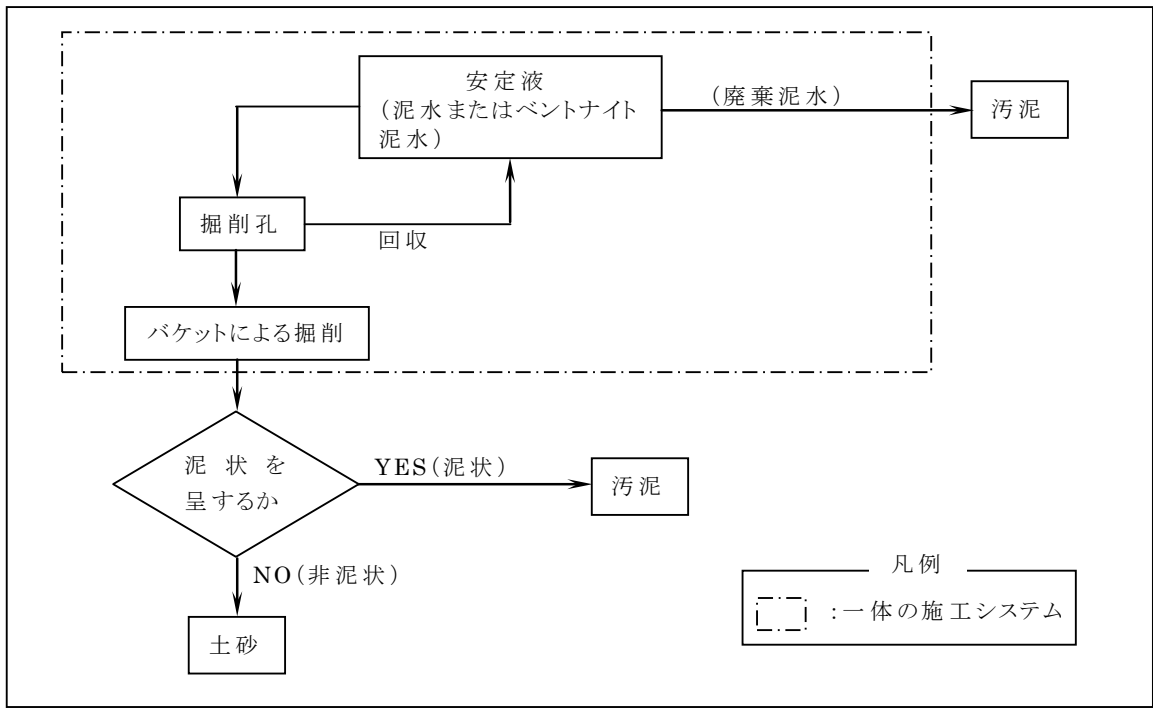 安定液
(泥水またはベントナイト
泥水)
(廃棄泥水)
汚泥
掘削孔
回収
バケットによる掘削
泥状を
呈するか
YES(泥状)
汚泥
NO(非泥状)
土砂
凡例
:一体の施工システム